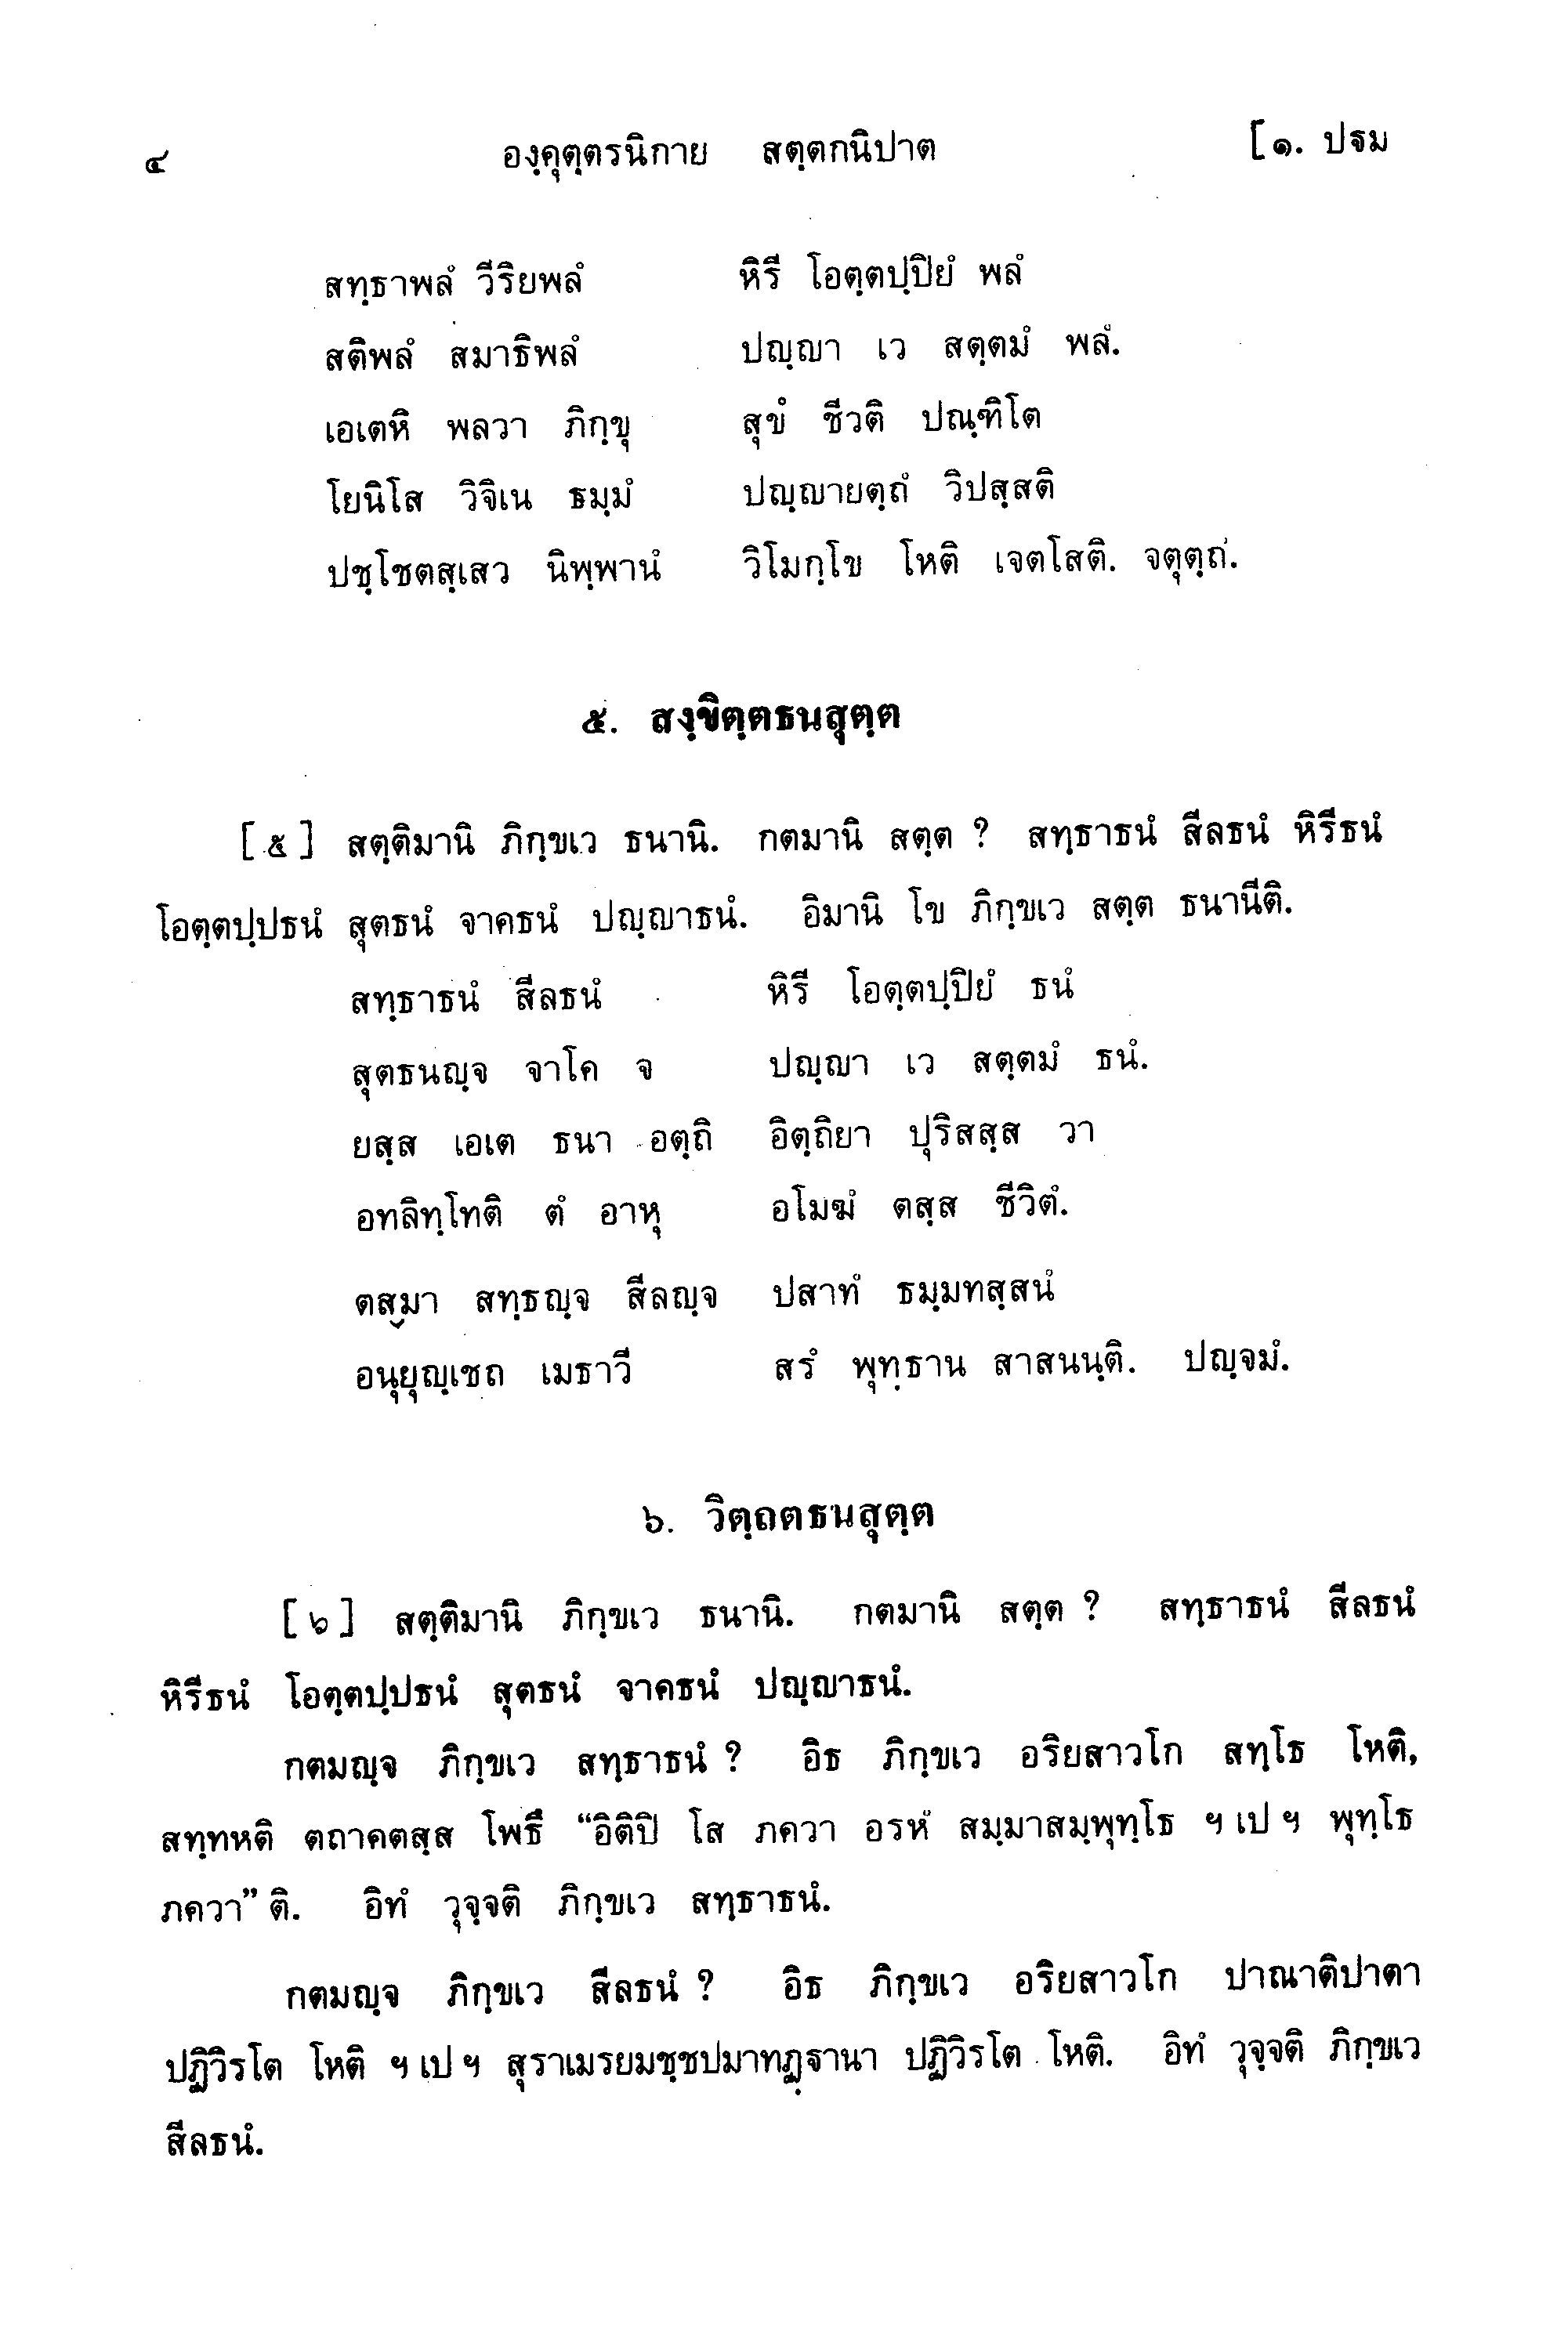 ๔ องฺคุตฺตรนิกาย สตฺตกนิปาต [๑. ปฐม
สทฺธาพลํ วีริยพลํ หิรี โอตฺตปฺปิยํ พลํ
สติพลํ สมาธิพลํ ปญฺญา เว สตฺตมํ พลํ.
เอเตหิ พลวา ภิกฺขุ สุขํ ชีวติ ปณฺฑิโต
โยนิโส วิจิเน ธมฺมํ ปญฺญายตฺถํ วิปสฺสติ
ปชฺโชตสฺเสว นิพฺพานํ วิโมกฺโข โหติ เจตโสติ. จตุตฺถํ.
๕. สงฺขิตฺตธนสุตฺต
[๕] สตฺติมานิ ภิกฺขเว ธนานิ. กตมานิ สตฺต ? สทฺธาธนํ สีลธนํ หิรีธนํ
โอตฺตปฺปธนํ สุตธนํ จาคธนํ ปญฺญาธนํ. อิมานิ โข ภิกฺขเว สตฺต ธนานีติ.
สทฺธาธนํ สีลธนํ หิรี โอตฺตปฺปิยํ ธนํ
สุตธนญฺจ จาโค จ ปญฺญา เว สตฺตมํ ธนํ.
ยสฺส เอเต ธนา อตฺถิ อิตฺถิยา ปุริสสฺส วา
อทลิทฺโทติ ตํ อาหุ อโมฆํ ตสฺส ชีวิตํ.
ตสฺมา สทฺธญฺจ สีลญฺจ ปสาทํ ธมฺมทสฺสนํ
อนุยุญฺเชถ เมธาวี สรํ พุทฺธาน สาสนนฺติ. ปญฺจมํ.
๖. วิตฺถตธนสุตฺต
[๖] สตฺติมานิ ภิกฺขเว ธนานิ. กตมานิ สตฺต ? สทฺธาธนํ สีลธนํ
หิรีธนํ โอตฺตปฺปธนํ สุตธนํ จาคธนํ ปญฺญาธนํ.
กตมญฺจ ภิกฺขเว สทฺธาธนํ ? อิธ ภิกฺขเว อริยสาวโก สทฺโธ โหติ,
สทฺทหติ ตถาคตสฺส โพธึ “อิติปิ โส ภควา อรหํ สมฺมาสมฺพุทฺโธ ฯ เป ฯ พุทฺโธ
ภควา” ติ. อิทํ วุจฺจติ ภิกฺขเว สทฺธาธนํ.
กตมญฺจ ภิกฺขเว สีลธนํ ? อิธ ภิกฺขเว อริยสาวโก ปาณาติปาตา
ปฏิวิรโต โหติ ฯ เป ฯ สุราเมรยมชฺชปมาทฏฺฐานา ปฏิวิรโต โหติ. อิทํ วุจฺจติ ภิกฺขเว
สีลธนํ.